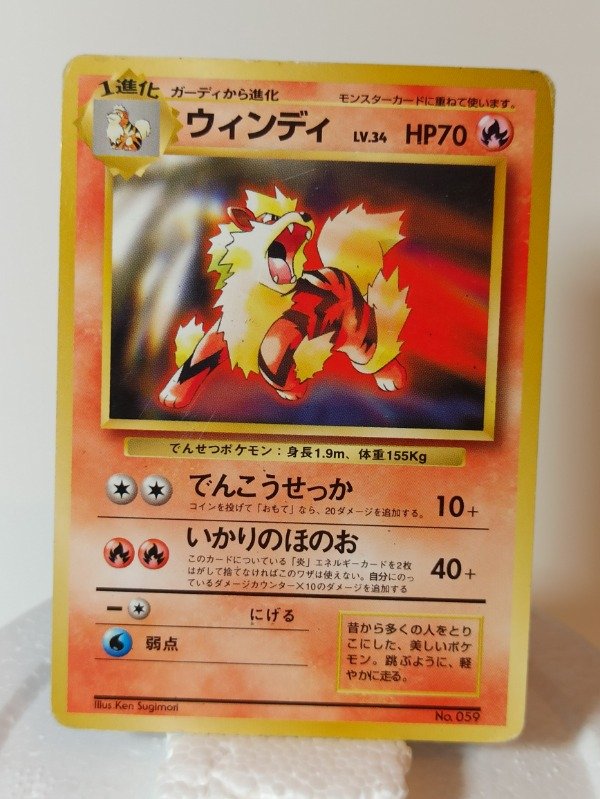 1進化
ガーディから進化
モンスターカードに重ねて使います。
ウィンディ LV.34 HP70
でんせつポケモン：身長1.9m、体重155Kg
でんこうせっか 10+
コインを投げて「おもて」なら、20ダメージを追加する。
いかりのほのお 40+
このカードについている「炎」エネルギーカードを2枚
はがして捨てなければこのワザは使えない。自分にのっ
ているダメージカウンター×10のダメージを追加する
ー にげる
弱点
昔から多くの人をとり
こにした、美しいポケ
モン。跳ぶように、軽
やかに走る。
Illus Ken Sugimori
No. 059